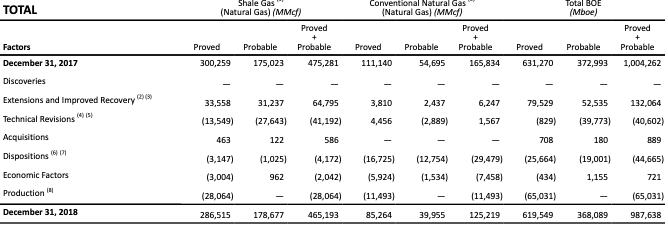 TOTAL
Shale Gas
(Natural Gas) (MMcf)
Conventional Natural Gas
(Natural Gas) (MMcf)
Total BOE
(Mboe)
Factors Proved Probable Proved + Probable Proved Probable Proved + Probable Proved Probable Proved + Probable
December 31, 2017 300,259 175,023 475,281 111,140 54,695 165,834 631,270 372,993 1,004,262
Discoveries — — — — — — — — —
Extensions and Improved Recovery (2) (3) 33,558 31,237 64,795 3,810 2,437 6,247 79,529 52,535 132,064
Technical Revisions (4) (5) (13,549) (27,643) (41,192) 4,456 (2,889) 1,567 (829) (39,773) (40,602)
Acquisitions 463 122 586 — — — 708 180 889
Dispositions (6) (7) (3,147) (1,025) (4,172) (16,725) (12,754) (29,479) (25,664) (19,001) (44,665)
Economic Factors (3,004) 962 (2,042) (5,924) (1,534) (7,458) (434) 1,155 721
Production (8) (28,064) — (28,064) (11,493) — (11,493) (65,031) — (65,031)
December 31, 2018 286,515 178,677 465,193 85,264 39,955 125,219 619,549 368,089 987,638